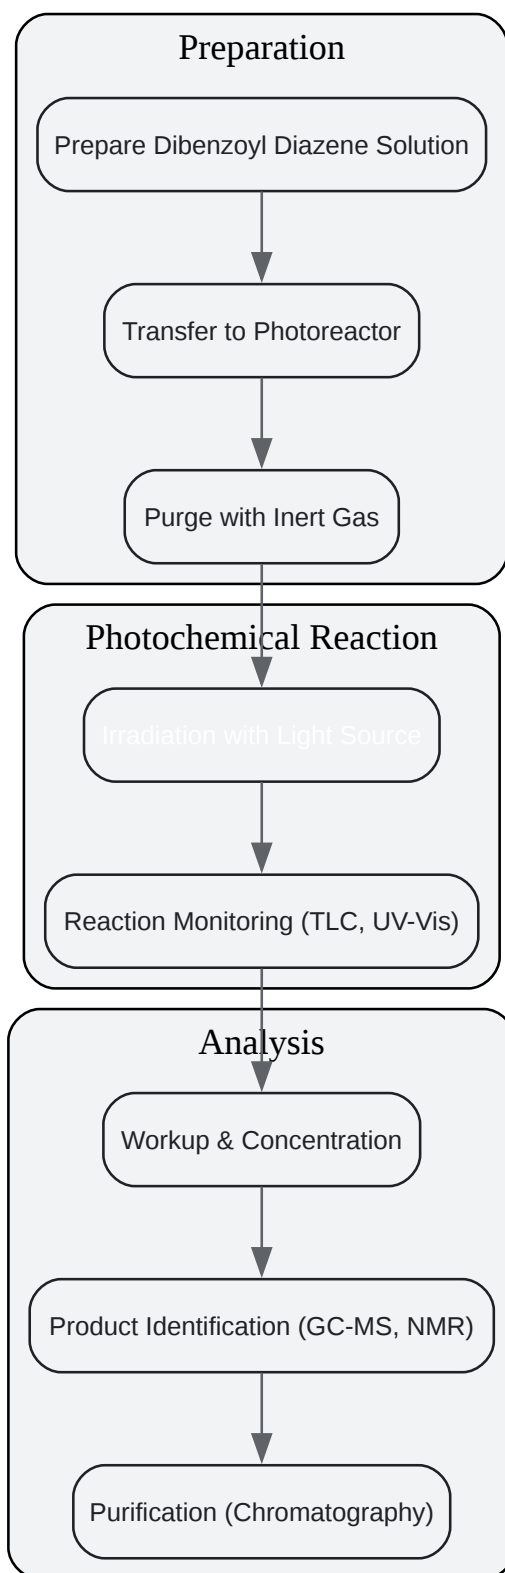 Preparation
Prepare Dibenzoyl Diazene Solution
Transfer to Photoreactor
Purge with Inert Gas
Photochemical Reaction
Irradiation with Light Source
Reaction Monitoring (TLC, UV-Vis)
Analysis
Workup & Concentration
Product Identification (GC-MS, NMR)
Purification (Chromatography)